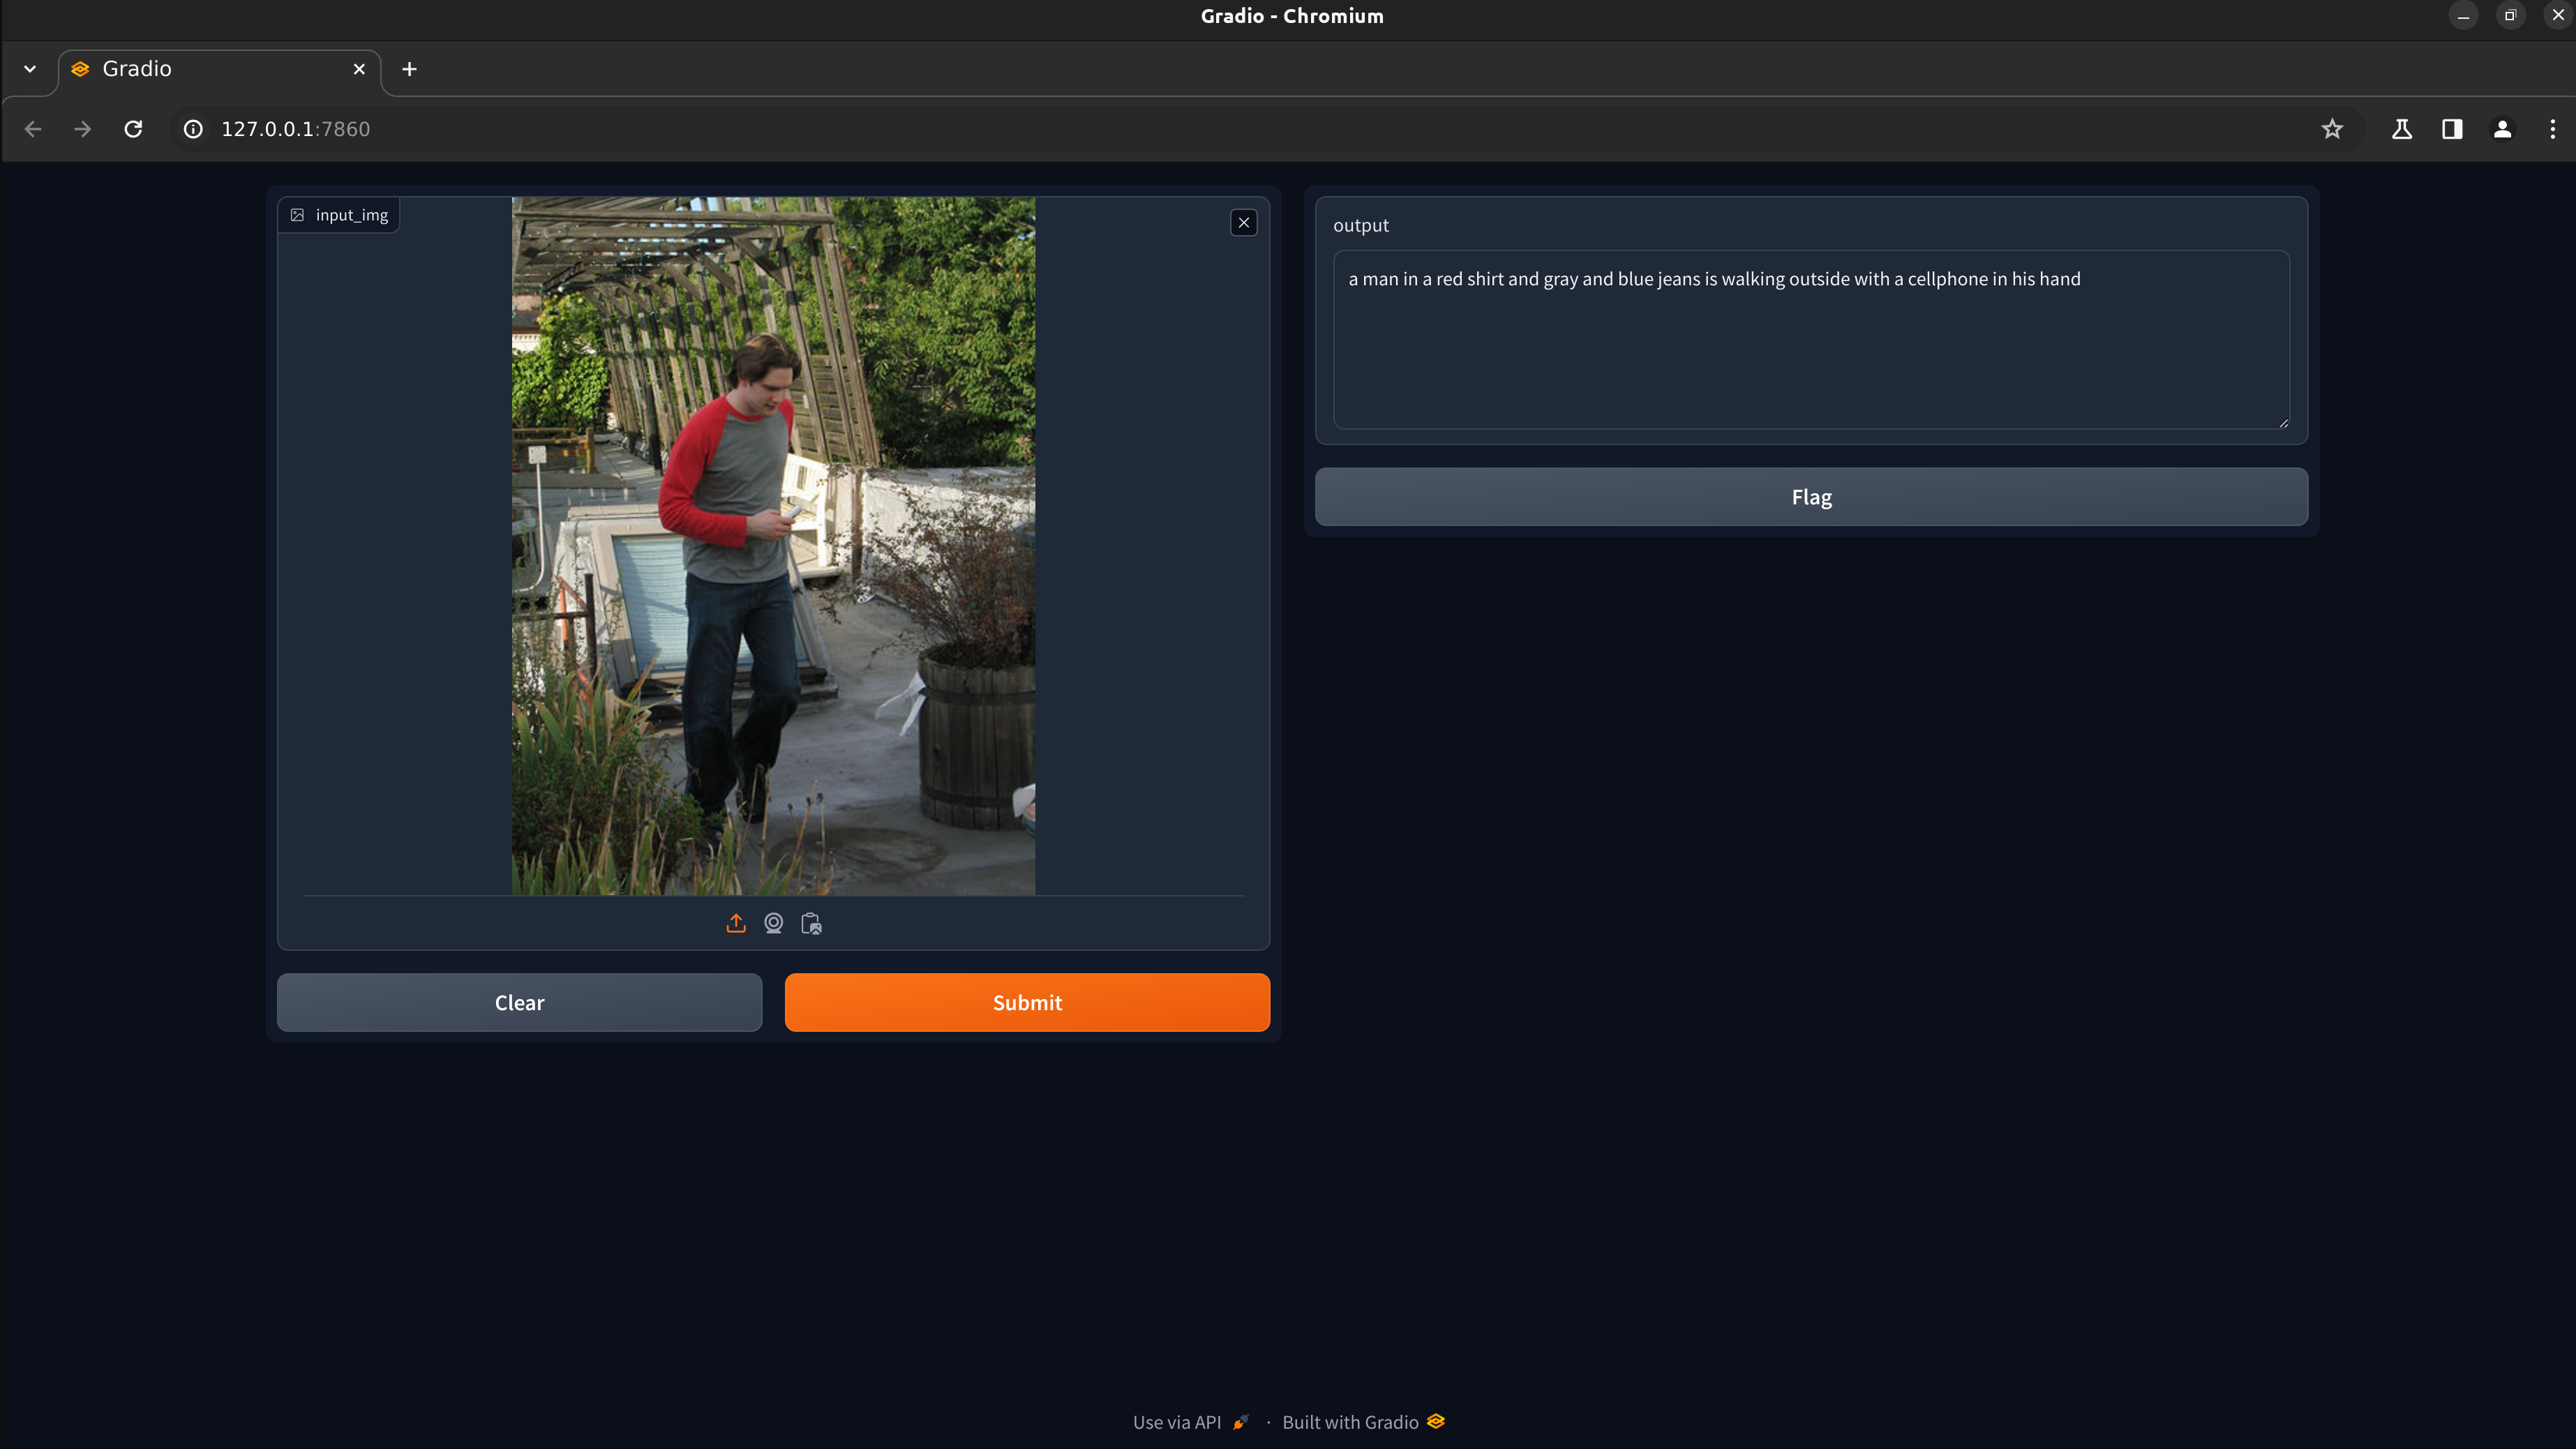 Gradio - Chromium
Gradio
127.0.0.1:7860
input_img
output
a man in a red shirt and gray and blue jeans is walking outside with a cellphone in his hand
Flag
Clear
Submit
Use via API · Built with Gradio